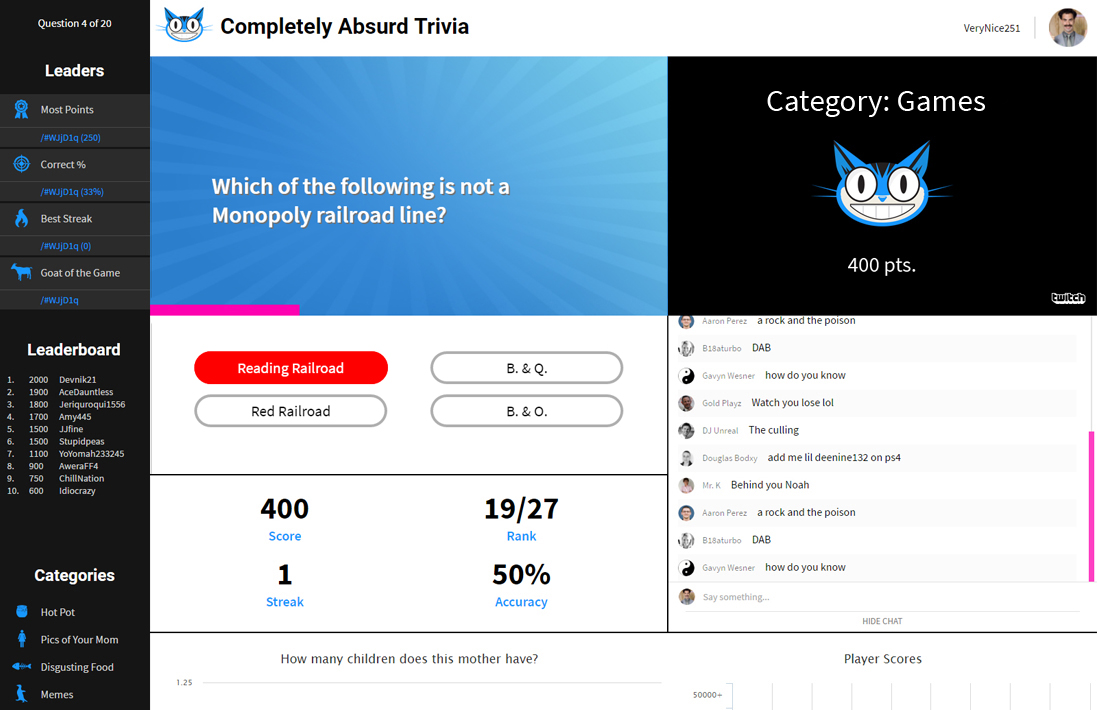 Question 4 of 20
Completely Absurd Trivia
VeryNice251
Leaders
Most Points
/#WJjD1q (250)
Correct %
/#WJjD1q (33%)
Best Streak
/#WJjD1q (0)
Goat of the Game
/#WJjD1q
Leaderboard
1. 2000 Devnik21
2. 1900 AceDauntless
3. 1800 Jeriquroqui1556
4. 1700 Amy445
5. 1500 JJfine
6. 1500 Stupidpeas
7. 1100 YoYomah233245
8. 900 AweraFF4
9. 750 ChillNation
10. 600 Idiocrazy
Categories
Hot Pot
Pics of Your Mom
Disgusting Food
Memes
Which of the following is not a
Monopoly railroad line?
Category: Games
400 pts.
twitch
Reading Railroad
B. & Q.
Red Railroad
B. & O.
400
Score
19/27
Rank
1
Streak
50%
Accuracy
Aaron Perez a rock and the poison
B18aturbo DAB
Gavyn Wesner how do you know
Gold Playz Watch you lose lol
DJ Unreal The culling
Douglas Bodxy add me lil deenine132 on ps4
Mr. K Behind you Noah
Aaron Perez a rock and the poison
B18aturbo DAB
Gavyn Wesner how do you know
Say something...
HIDE CHAT
How many children does this mother have?
1.25
Player Scores
50000+